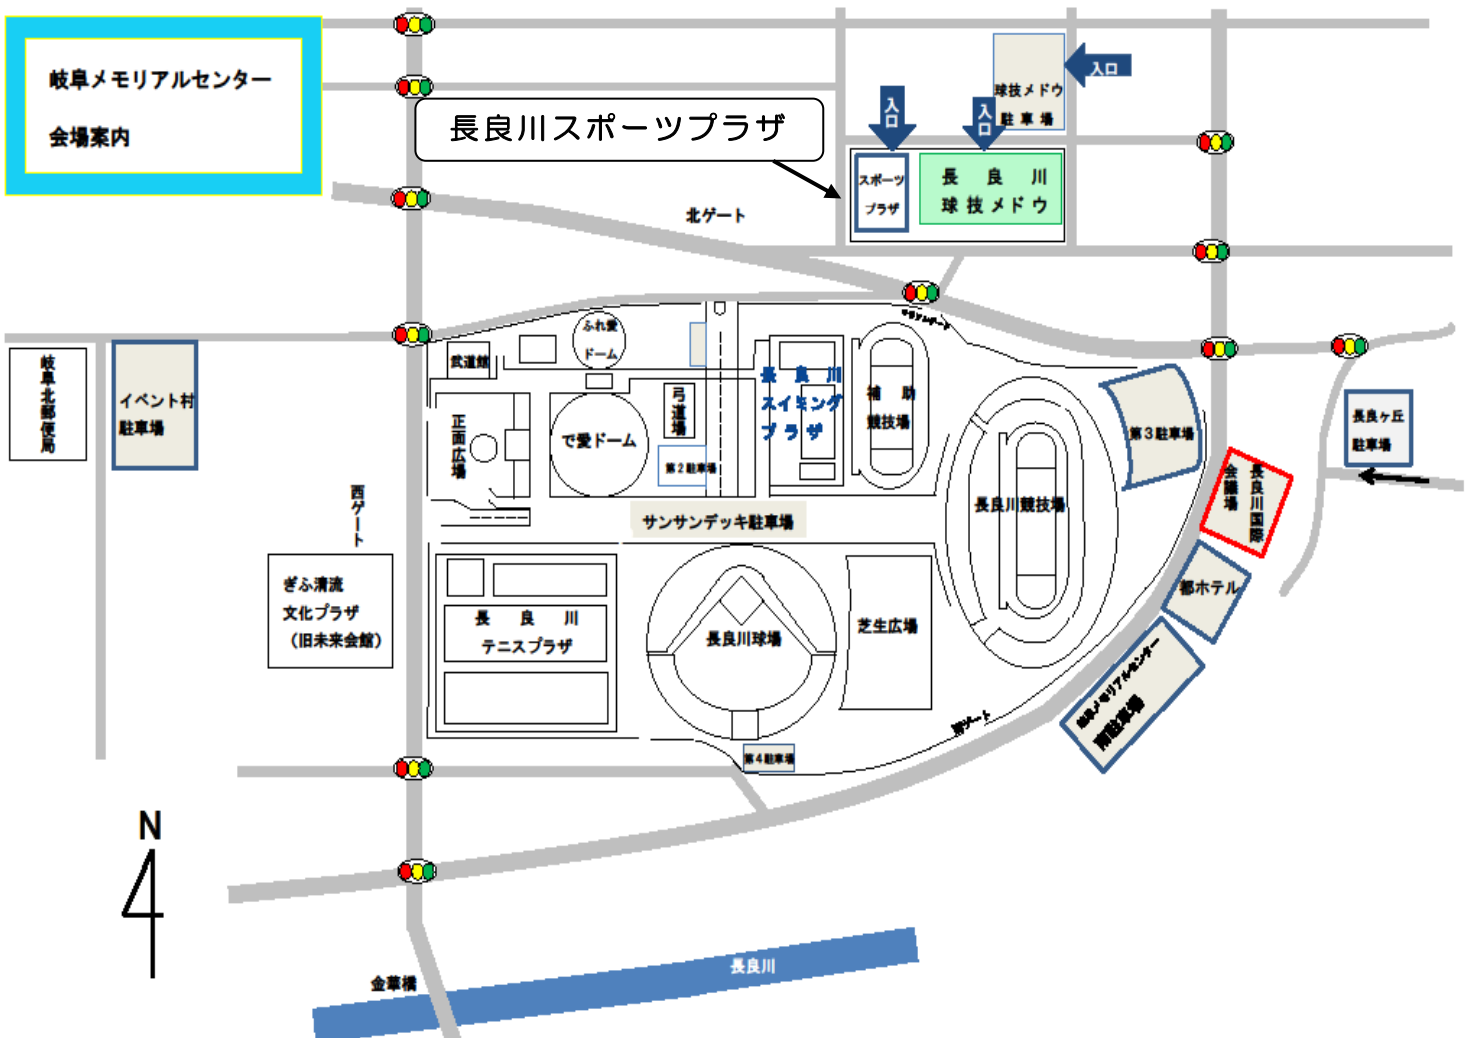 岐阜メモリアルセンター
会場案内
長良川スポーツプラザ
入口
球技メドウ
駐車場
入口
入口
スポーツ
プラザ
長良川
球技メドウ
北ゲート
マラソンゲート
ふれ愛
ドーム
武道館
岐阜北郵便局
イベント村
駐車場
正面広場
で愛ドーム
弓道場
第2駐車場
長良川
スイミング
プラザ
補助
競技場
第3駐車場
長良ヶ丘
駐車場
長良川国際
会議場
西ゲート
サンサンデッキ駐車場
長良川競技場
ぎふ清流
文化プラザ
（旧未来会館）
長良川
テニスプラザ
長良川球場
芝生広場
都ホテル
岐阜メモリアルセンター
南駐車場
南ゲート
第4駐車場
N
金華橋
長良川